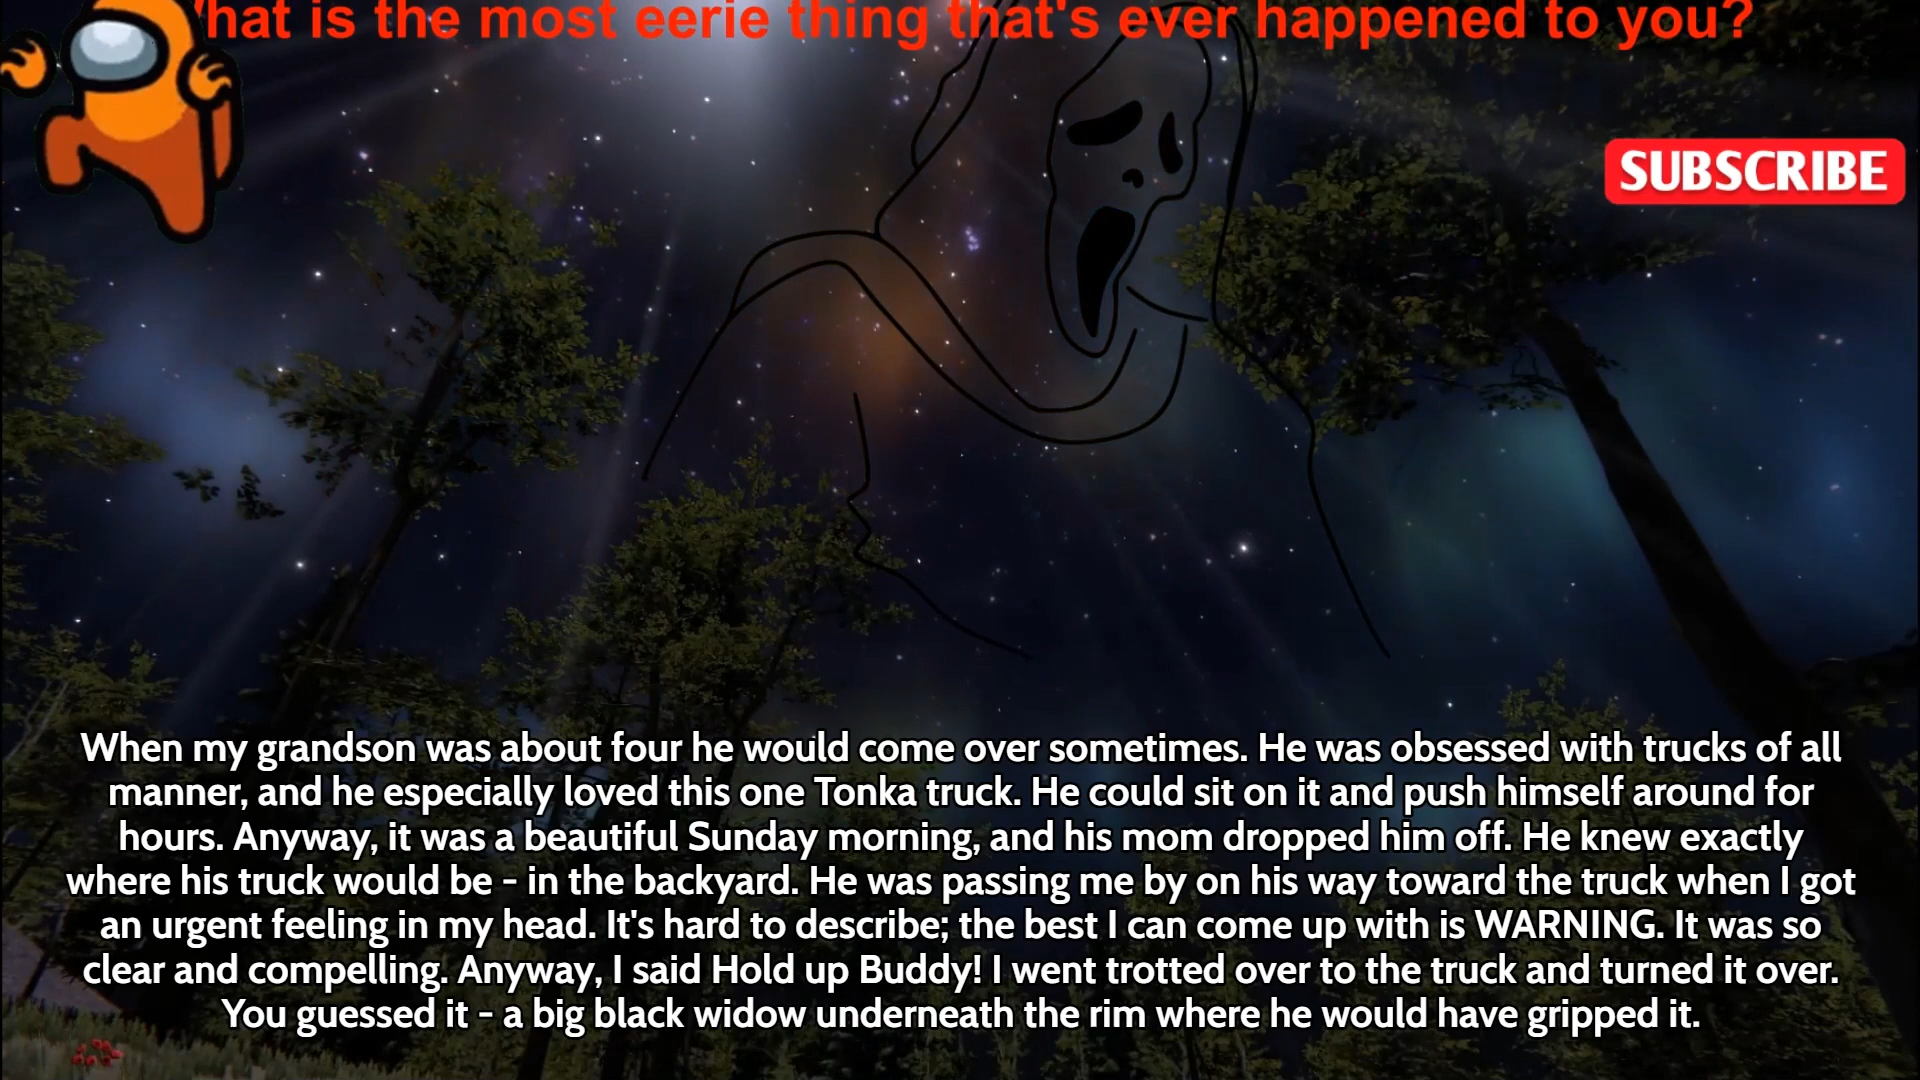 hat is the most eerie thing that's ever happened to you?
SUBSCRIBE
When my grandson was about four he would come over sometimes. He was obsessed with trucks of all
manner, and he especially loved this one Tonka truck. He could sit on it and push himself around for
hours. Anyway, it was a beautiful Sunday morning, and his mom dropped him off. He knew exactly
where his truck would be - in the backyard. He was passing me by on his way toward the truck when I got
an urgent feeling in my head. It's hard to describe; the best I can come up with is WARNING. It was so
clear and compelling. Anyway, I said Hold up Buddy! I went trotted over to the truck and turned it over.
You guessed it - a big black widow underneath the rim where he would have gripped it.